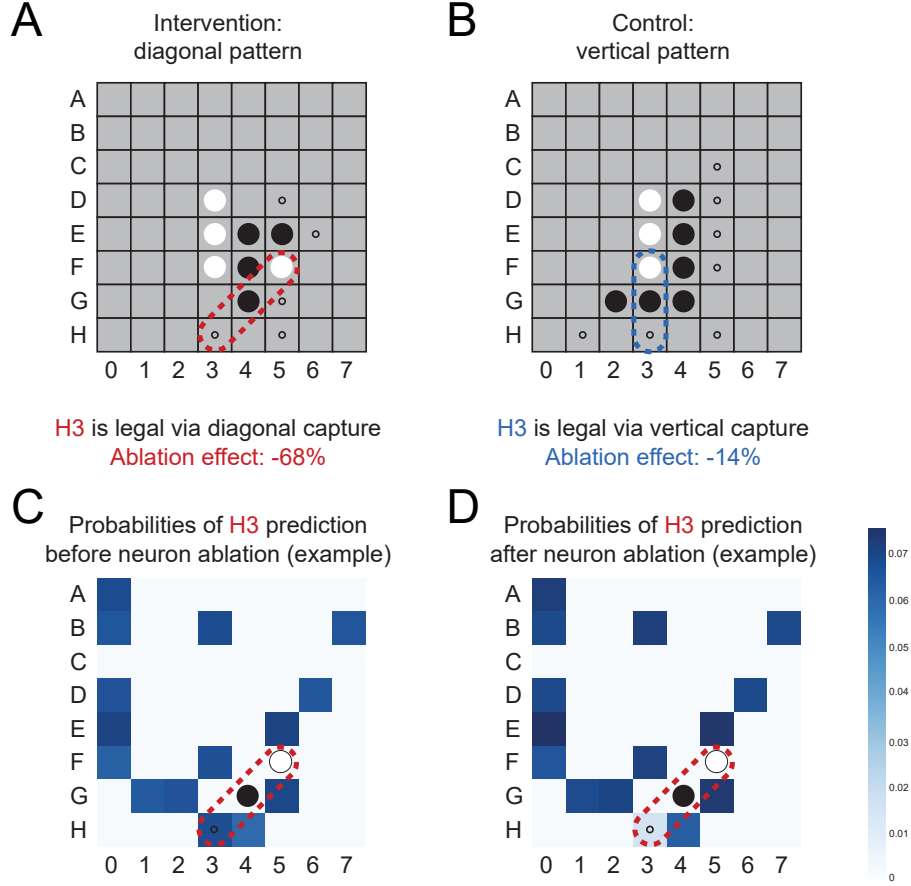 A
Intervention:
diagonal pattern
A
B
C
D
E
F
G
H
0 1 2 3 4 5 6 7
H3 is legal via diagonal capture
Ablation effect: -68%
B
Control:
vertical pattern
A
B
C
D
E
F
G
H
0 1 2 3 4 5 6 7
H3 is legal via vertical capture
Ablation effect: -14%
C
Probabilities of H3 prediction
before neuron ablation (example)
A
B
C
D
E
F
G
H
0 1 2 3 4 5 6 7
D
Probabilities of H3 prediction
after neuron ablation (example)
A
B
C
D
E
F
G
H
0 1 2 3 4 5 6 7
0.07
0.06
0.05
0.04
0.03
0.02
0.01
0